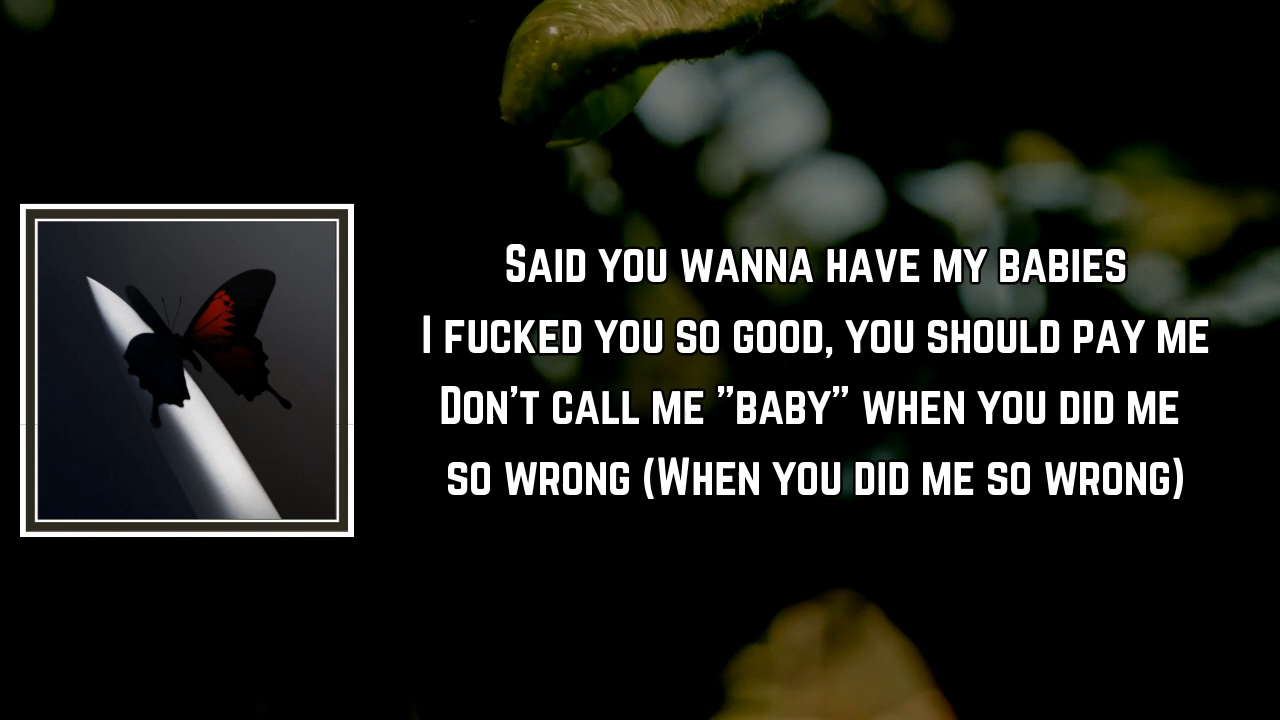 Said you wanna have my babies
I fucked you so good, you should pay me
Don't call me "baby" when you did me
so wrong (When you did me so wrong)